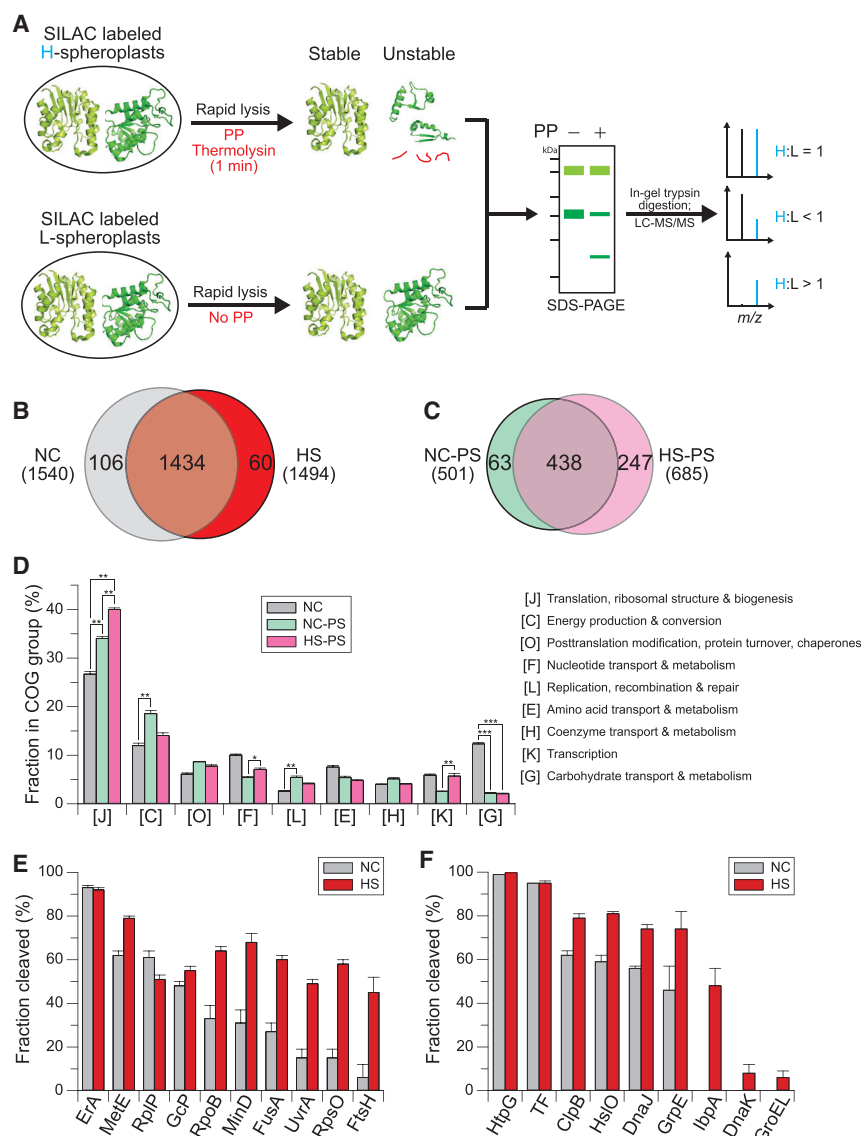 A
SILAC labeled
H-spheroplasts
Rapid lysis
PP
Thermolysin
(1 min)
Stable
Unstable
SILAC labeled
L-spheroplasts
Rapid lysis
No PP
PP − +
kDa
SDS-PAGE
In-gel trypsin
digestion;
LC-MS/MS
H:L = 1
H:L < 1
H:L > 1
m/z
B
NC
(1540)
106
1434
60
HS
(1494)
C
NC-PS
(501)
63
438
247
HS-PS
(685)
D
Fraction in COG group (%)
40
30
20
10
0
**
**
**
**
*
**
**
***
***
NC
NC-PS
HS-PS
[J] [C] [O] [F] [L] [E] [H] [K] [G]
[J] Translation, ribosomal structure & biogenesis
[C] Energy production & conversion
[O] Posttranslation modification, protein turnover, chaperones
[F] Nucleotide transport & metabolism
[L] Replication, recombination & repair
[E] Amino acid transport & metabolism
[H] Coenzyme transport & metabolism
[K] Transcription
[G] Carbohydrate transport & metabolism
E
Fraction cleaved (%)
100
80
60
40
20
0
NC
HS
ErA MetE RplP GcP RpoB MinD FusA UvrA RpsO FtsH
F
Fraction cleaved (%)
100
80
60
40
20
0
NC
HS
HtpG TF ClpB HslO DnaJ GrpE IbpA DnaK GroEL